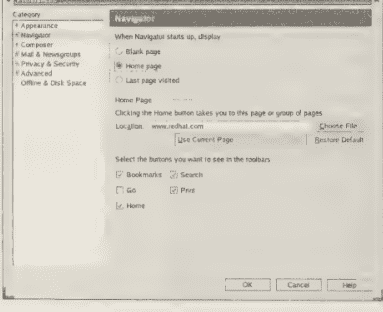 Category
Appearance
Navigator
Composer
Mail & Newsgroups
Privacy & Security
Advanced
Offline & Disk Space
Navigator
When Navigator starts up, display
Blank page
Home page
Last page visited
Home Page
Clicking the Home button takes you to this page or group of pages
Location www.redhat.com Choose File
Use Current Page Restore Default
Select the buttons you want to see in the toolbars
Bookmarks Search
Go Print
Home
OK Cancel Help